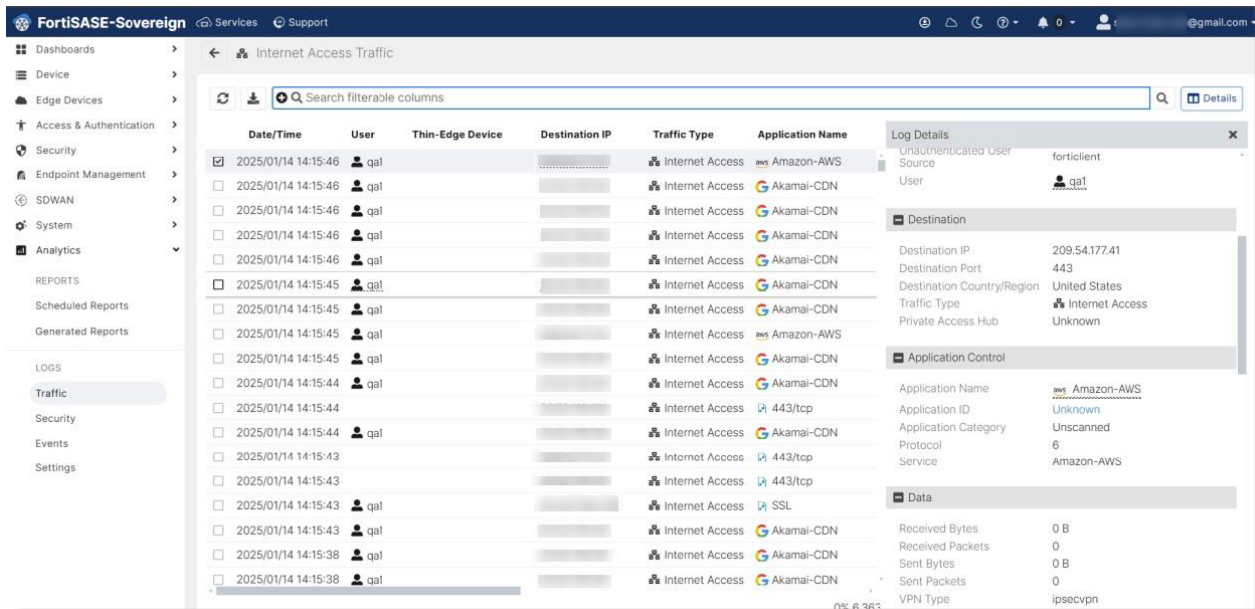 FortiSASE-Sovereign Services Support 0 @gmail.com
Dashboards
Device
Edge Devices
Access & Authentication
Security
Endpoint Management
SDWAN
System
Analytics
REPORTS
Scheduled Reports
Generated Reports
LOGS
Traffic
Security
Events
Settings
Internet Access Traffic
Search filterable columns Details
Date/Time User Thin-Edge Device Destination IP Traffic Type Application Name
2025/01/14 14:15:46 qa1 Internet Access aws Amazon-AWS
2025/01/14 14:15:46 qa1 Internet Access Akamai-CDN
2025/01/14 14:15:46 qa1 Internet Access Akamai-CDN
2025/01/14 14:15:46 qa1 Internet Access Akamai-CDN
2025/01/14 14:15:46 qa1 Internet Access Akamai-CDN
2025/01/14 14:15:45 qa1 Internet Access Akamai-CDN
2025/01/14 14:15:45 qa1 Internet Access Akamai-CDN
2025/01/14 14:15:45 qa1 Internet Access aws Amazon-AWS
2025/01/14 14:15:45 qa1 Internet Access Akamai-CDN
2025/01/14 14:15:44 qa1 Internet Access Akamai-CDN
2025/01/14 14:15:44 Internet Access 443/tcp
2025/01/14 14:15:44 qa1 Internet Access Akamai-CDN
2025/01/14 14:15:43 Internet Access 443/tcp
2025/01/14 14:15:43 Internet Access 443/tcp
2025/01/14 14:15:43 qa1 Internet Access SSL
2025/01/14 14:15:43 qa1 Internet Access Akamai-CDN
2025/01/14 14:15:38 qa1 Internet Access Akamai-CDN
2025/01/14 14:15:38 qa1 Internet Access Akamai-CDN
0% 6,363
Log Details
Unauthenticated User Source forticlient
User qa1
Destination
Destination IP 209.54.177.41
Destination Port 443
Destination Country/Region United States
Traffic Type Internet Access
Private Access Hub Unknown
Application Control
Application Name aws Amazon-AWS
Application ID Unknown
Application Category Unscanned
Protocol 6
Service Amazon-AWS
Data
Received Bytes 0 B
Received Packets 0
Sent Bytes 0 B
Sent Packets 0
VPN Type ipsecvpn